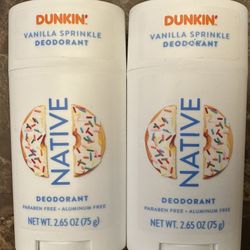 DUNKIN'
VANILLA SPRINKLE
DEODORANT
NATIVE
DEODORANT
PARABEN FREE • ALUMINUM FREE
NET WT. 2.65 OZ (75 g)
DUNKIN'
VANILLA SPRINKLE
DEODORANT
NATIVE
DEODORANT
PARABEN FREE • ALUMINUM FREE
NET WT. 2.65 OZ (75 g)